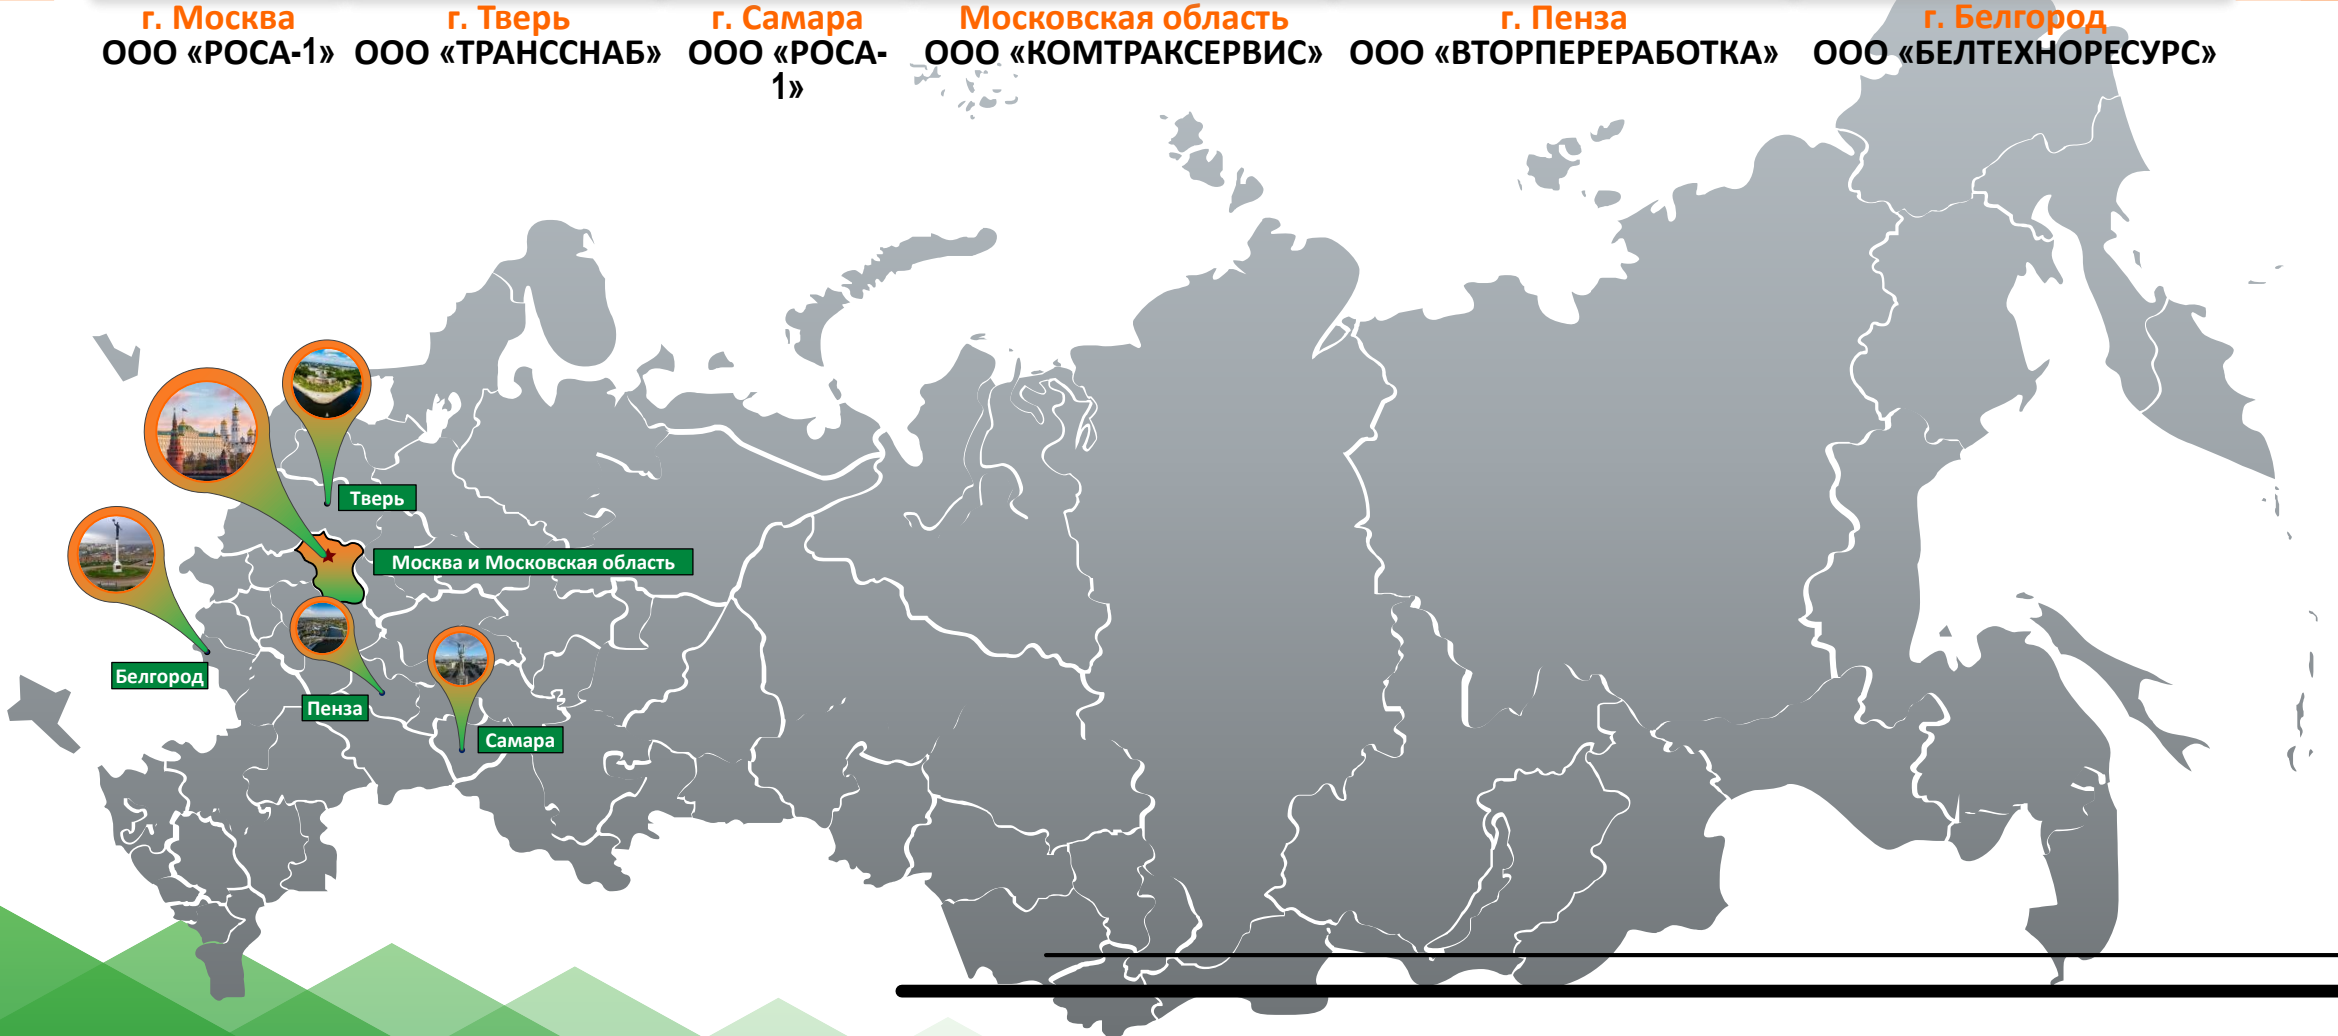 г. Москва
ООО «РОСА-1»
г. Тверь
ООО «ТРАНССНАБ»
г. Самара
ООО «РОСА-
1»
Московская область
ООО «КОМТРАКСЕРВИС»
г. Пенза
ООО «ВТОРПЕРЕРАБОТКА»
г. Белгород
ООО «БЕЛТЕХНОРЕСУРС»
Тверь
Москва и Московская область
Белгород
Пенза
Самара